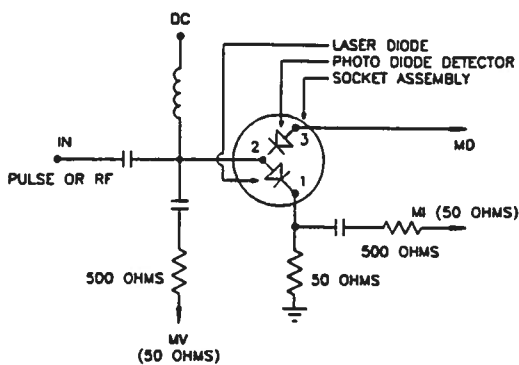 DC
LASER DIODE
PHOTO DIODE DETECTOR
SOCKET ASSEMBLY
IN
2
3
MD
PULSE OR RF
1
MI (50 OHMS)
500 OHMS
500 OHMS
50 OHMS
MV
(50 OHMS)